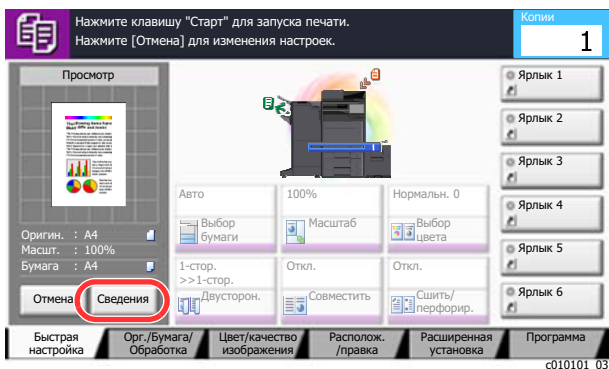 Нажмите клавишу "Старт" для запуска печати.
Нажмите [Отмена] для изменения настроек.
Копии
1
Просмотр
Оригин. : A4
Масшт. : 100%
Бумага : A4
Отмена
Сведения
Авто
Выбор
бумаги
100%
Масштаб
Нормальн. 0
Выбор
цвета
1-стор.
>>1-стор.
Двусторон.
Откл.
Совместить
Откл.
Сшить/
перфорир.
Ярлык 1
Ярлык 2
Ярлык 3
Ярлык 4
Ярлык 5
Ярлык 6
Быстрая
настройка
Орг./Бумага/
Обработка
Цвет/качество
изображения
Располож.
/правка
Расширенная
установка
Программа
c010101_03